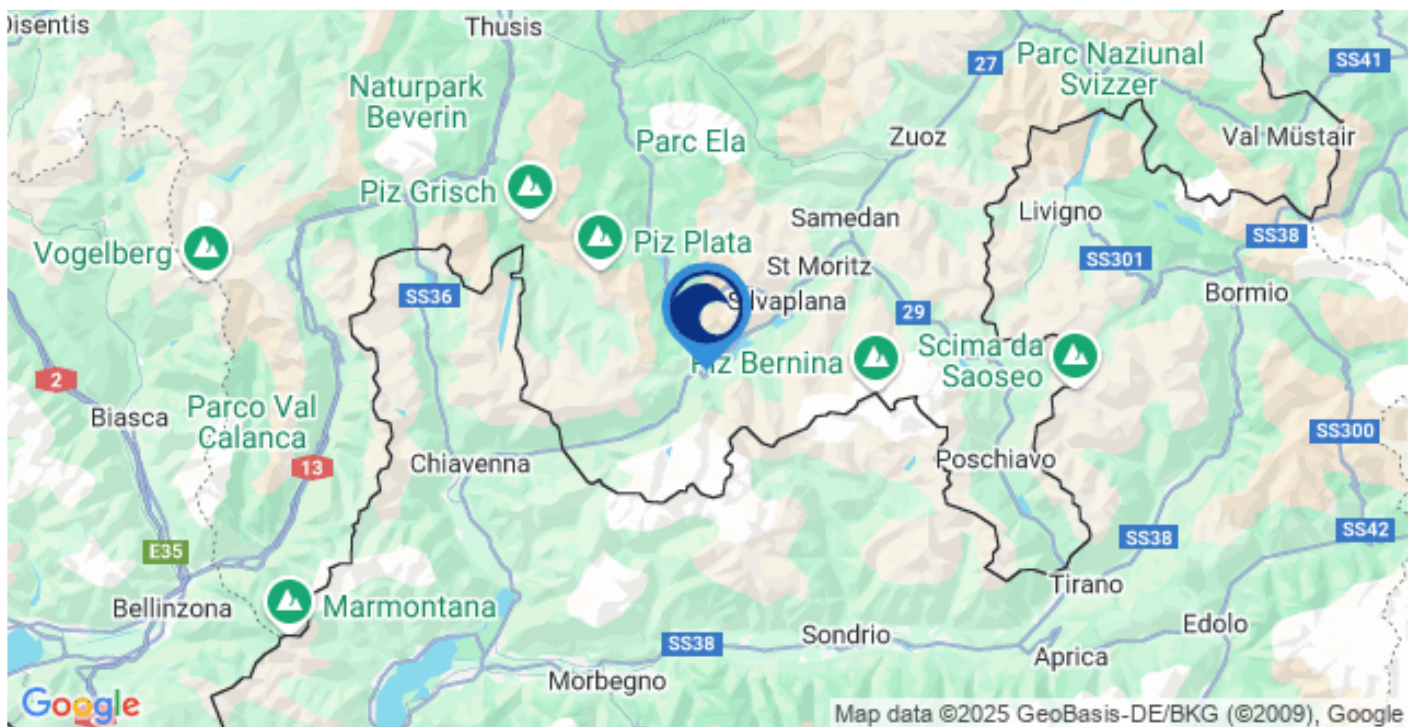 Disentis
Thusis
27
Parc Naziunal
Svizzer
SS41
Naturpark
Beverin
Parc Ela
Zuoz
Val Müstair
Piz Grisch
Livigno
Vogelberg
Piz Plata
Samedan
SS38
St Moritz
SS301
SS36
Silvaplana
29
Bormio
Piz Bernina
Scima da
Saoseo
2
Biasca
Parco Val
Calanca
SS300
13
Chiavenna
Poschiavo
E35
SS38
SS42
Bellinzona
Marmontana
Tirano
SS38
Sondrio
Edolo
Aprica
Morbegno
Google
Map data ©2025 GeoBasis-DE/BKG (©2009), Google